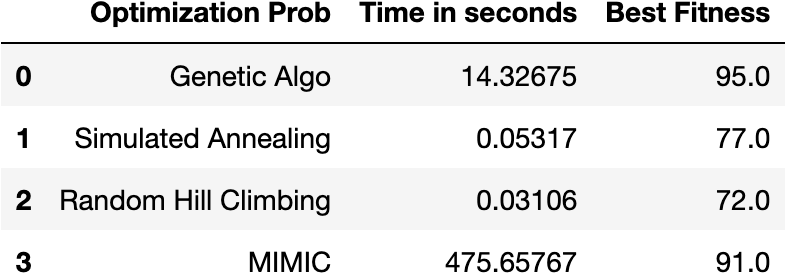 Optimization Prob Time in seconds Best Fitness
0 Genetic Algo 14.32675 95.0
1 Simulated Annealing 0.05317 77.0
2 Random Hill Climbing 0.03106 72.0
3 MIMIC 475.65767 91.0